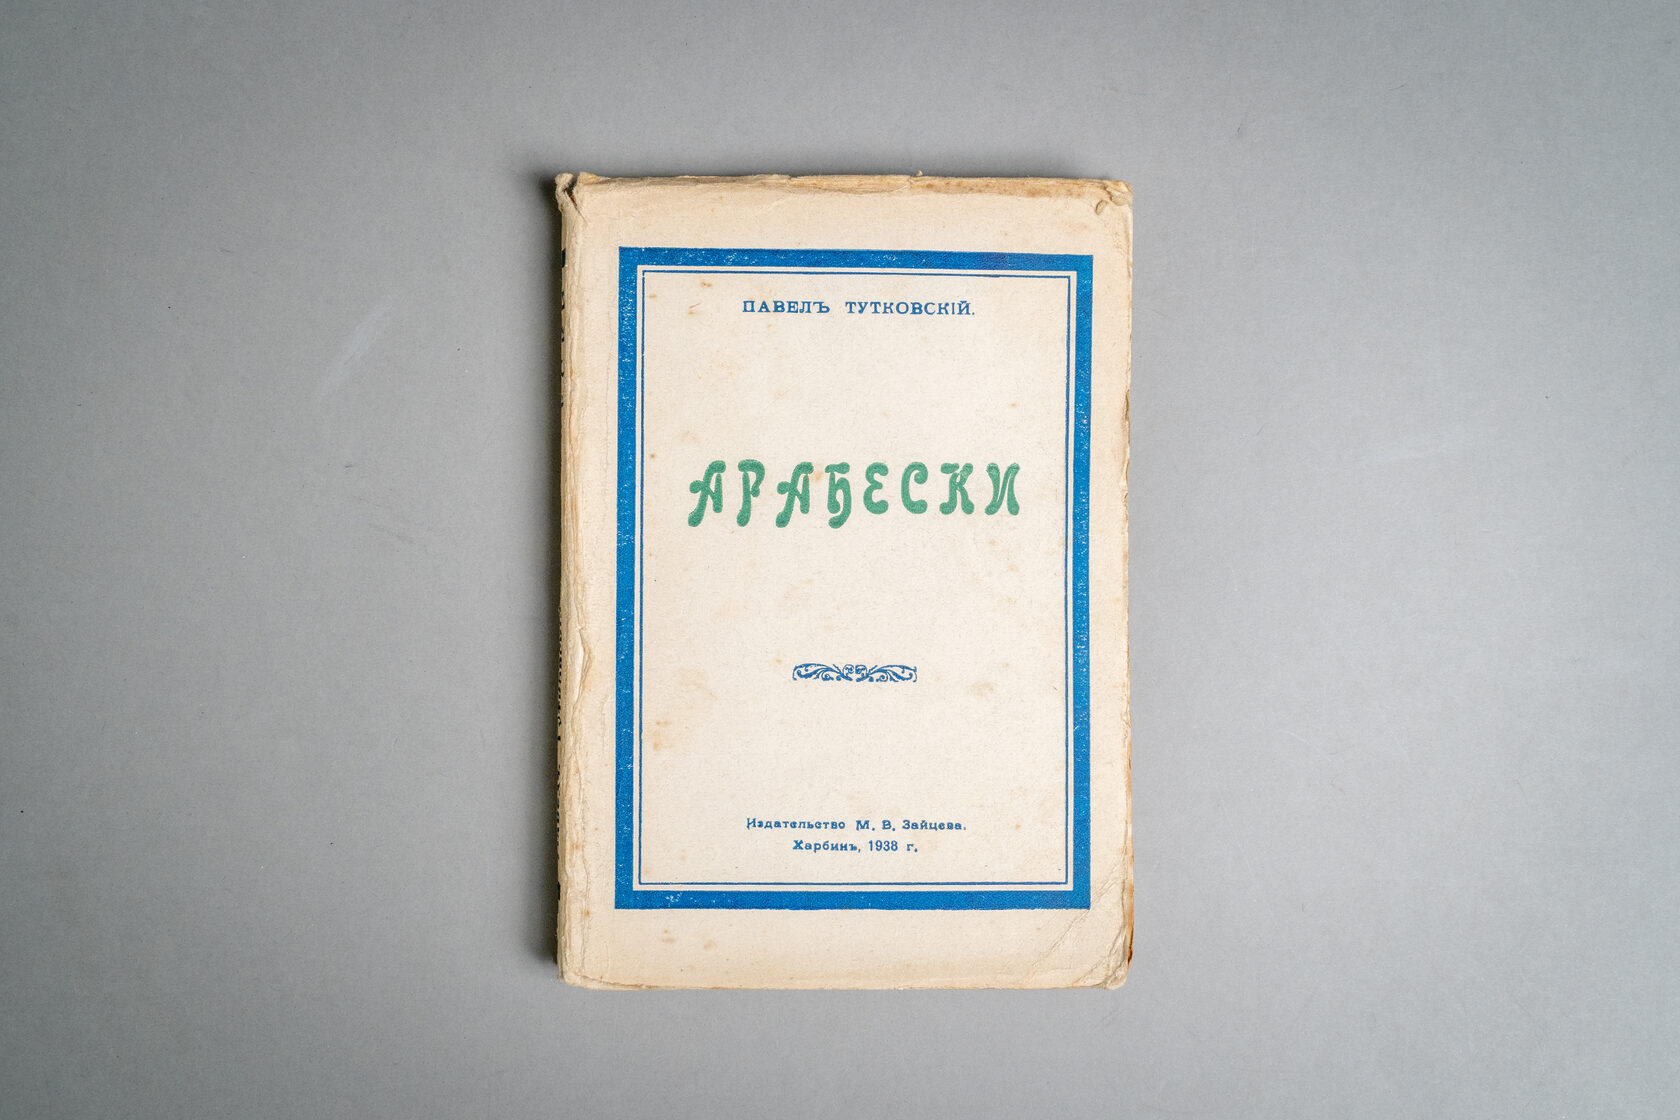 ПАВЕЛЪ ТУТКОВСКІЙ.
АРАБЕСКИ
Издательство М. В. Зайцева.
Харбинъ, 1938 г.